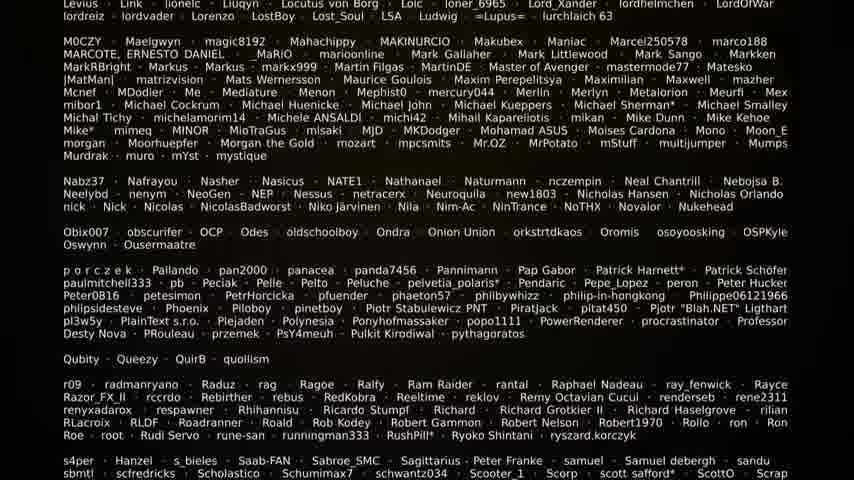 Levius · Link · lionelc · Liuqyn · Locutus von Borg · Loic · loner_6965 · Lord_Xander · lordhelmchen · LordOfWar
lordreiz · lordvader · Lorenzo · LostBoy · Lost_Soul · LSA · Ludwig · =Lupus= · lurchlaich 63
M0CZY · Maelgwyn · magic8192 · Mahachippy · MAKINURCIO · Makubex · Maniac · Marcel250578 · marco188
MARCOTE, ERNESTO DANIEL · _MaRiO · marioonline · Mark Gallaher · Mark Littlewood · Mark_Sango · Markken
MarkRBright · Markus · Markus · markx999 · Martin Filgas · MartinDE · Master of Avenger · masternode77 · Matesko
|MatMan| · matrizvision · Mats Wernersson · Maurice Goulois · Maxim Perepelitsya · Maximilian · Maxwell · mazher
Mcnef · MDodier · Me · Mediature · Menon · Mephist0 · mercury044 · Merlin · Merlyn · Metalorion · Meurfi · Mex
mibor1 · Michael Cockrum · Michael Huenicke · Michael John · Michael Kueppers · Michael Sherman* · Michael Smalley
Michal Tichy · michelamorim14 · Michele ANSALDI · michi42 · Mihail Kapareliotis · mikan · Mike Dunn · Mike Kehoe
Mike* · mimeq · MINOR · MioTraGus · mlsaki · MJD · MKDodger · Mohamad ASUS · Moises Cardona · Mono · Moon_E
morgan · Moorhuepfer · Morgan the Gold · mozart · mpcsmits · Mr.OZ · MrPotato · mStuff · multijumper · Mumps
Murdrak · muro · mYst · mystique
Nabz37 · Nafrayou · Nasher · Nasicus · NATE1 · Nathanael · Naturmann · nczempin · Neal Chantrill · Nebojsa B.
Neelybd · nenym · NeoGen · NEP · Nessus · netracerx · Neuroquila · new1803 · Nicholas Hansen · Nicholas Orlando
nick · Nick · Nicolas · NicolasBadworst · Niko Järvinen · Nila · Nim-Ac · NinTrance · NoTHX · Novalor · Nukehead
Obix007 · obscurifer · OCP · Odes · oldschoolboy · Ondra · Onion Union · orkstrtdkaos · Oromis · osoyoosking · OSPKyle
Oswynn · Ousermaatre
p o r c z e k · Pallando · pan2000 · panacea · panda7456 · Pannimann · Pap Gabor · Patrick Harnett* · Patrick Schöfer
paulmitchell333 · pb · Peciak · Pelle · Pelto · Peluche · pelvetia_polaris* · Pendaric · Pepe_Lopez · peron · Peter Hucker
Peter0816 · petesimon · PetrHorcicka · pfuender · phaeton57 · philbywhizz · philip-in-hongkong · Philippe06121966
philipsidesteve · Phoenix · Piloboy · pinetboy · Piotr Stabulewicz PNT · PiratJack · pitat450 · Pjotr "Blah.NET" Ligthart
pl3w5y · PlainText s.r.o. · Plejaden · Polynesia · Ponyhofmassaker · popo1111 · PowerRenderer · procrastinator · Professor
Desty Nova · PRouleau · przemek · PsY4meuh · Pulkit Kirodiwal · pythagoratos
Qubity · Queezy · QuirB · quollism
r09 · radmanryano · Raduz · rag · Ragoe · Ralfy · Ram Raider · rantal · Raphael Nadeau · ray_fenwick · Rayce
Razor_FX_II · rccrdo · Rebirther · rebus · RedKobra · Reeltime · reklov · Remy Octavian Cucui · renderseb · rene2311
renyxadarox · respawner · Rhihannisu · Ricardo Stumpf · Richard · Richard Grotkier II · Richard Haselgrove · rilian
RLacroix · RLDF · Roadranner · Roald · Rob Kodey · Robert Gammon · Robert Nelson · Robert1970 · Rollo · ron · Ron
Roe · root · Rudi Servo · rune-san · runningman333 · RushPill* · Ryoko Shintani · ryszard.korczyk
s4per · Hanzel · s_bieles · Saab-FAN · Sabroe_SMC · Sagittarius - Peter Franke · samuel · Samuel debergh · sandu
sbmtl · scfredricks · Scholastico · Schumimax7 · schwantz034 · Scooter_1 · Scorp · scott safford* · ScottO · Scrap